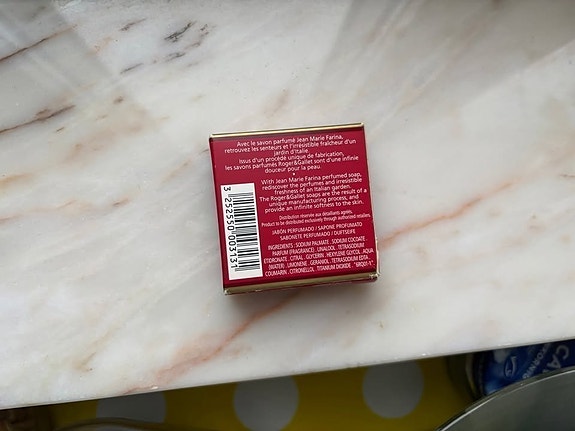 Avec le savon parfumé Jean Marie Farina,
retrouvez les senteurs et l'irrésistible fraîcheur d'un
jardin d'Italie.
Issus d'un procédé unique de fabrication,
les savons parfumés Roger&Gallet sont d'une infinie
douceur pour la peau.
With Jean Marie Farina perfumed soap,
rediscover the perfumes and irresistible
freshness of an Italian garden.
The Roger&Gallet soaps are the result of a
unique manufacturing process, and
provide an infinite softness to the skin.
Distribution réservée aux détaillants agréés.
Product to be distributed exclusively through authorized retailers.
JABÓN PERFUMADO / SAPONE PROFUMATO
SABONETE PERFUMADO / DUFTSEIFE
INGREDIENTS : SODIUM PALMATE . SODIUM COCOATE
PARFUM (FRAGRANCE) . LINALOOL . TETRASODIUM
ETIDRONATE . CITRAL . GLYCERIN . HEXYLENE GLYCOL . AQUA
(WATER) . LIMONENE . GERANIOL . TETRASODIUM EDTA .
COUMARIN . CITRONELLOL . TITANIUM DIOXIDE .
3 252550 003131